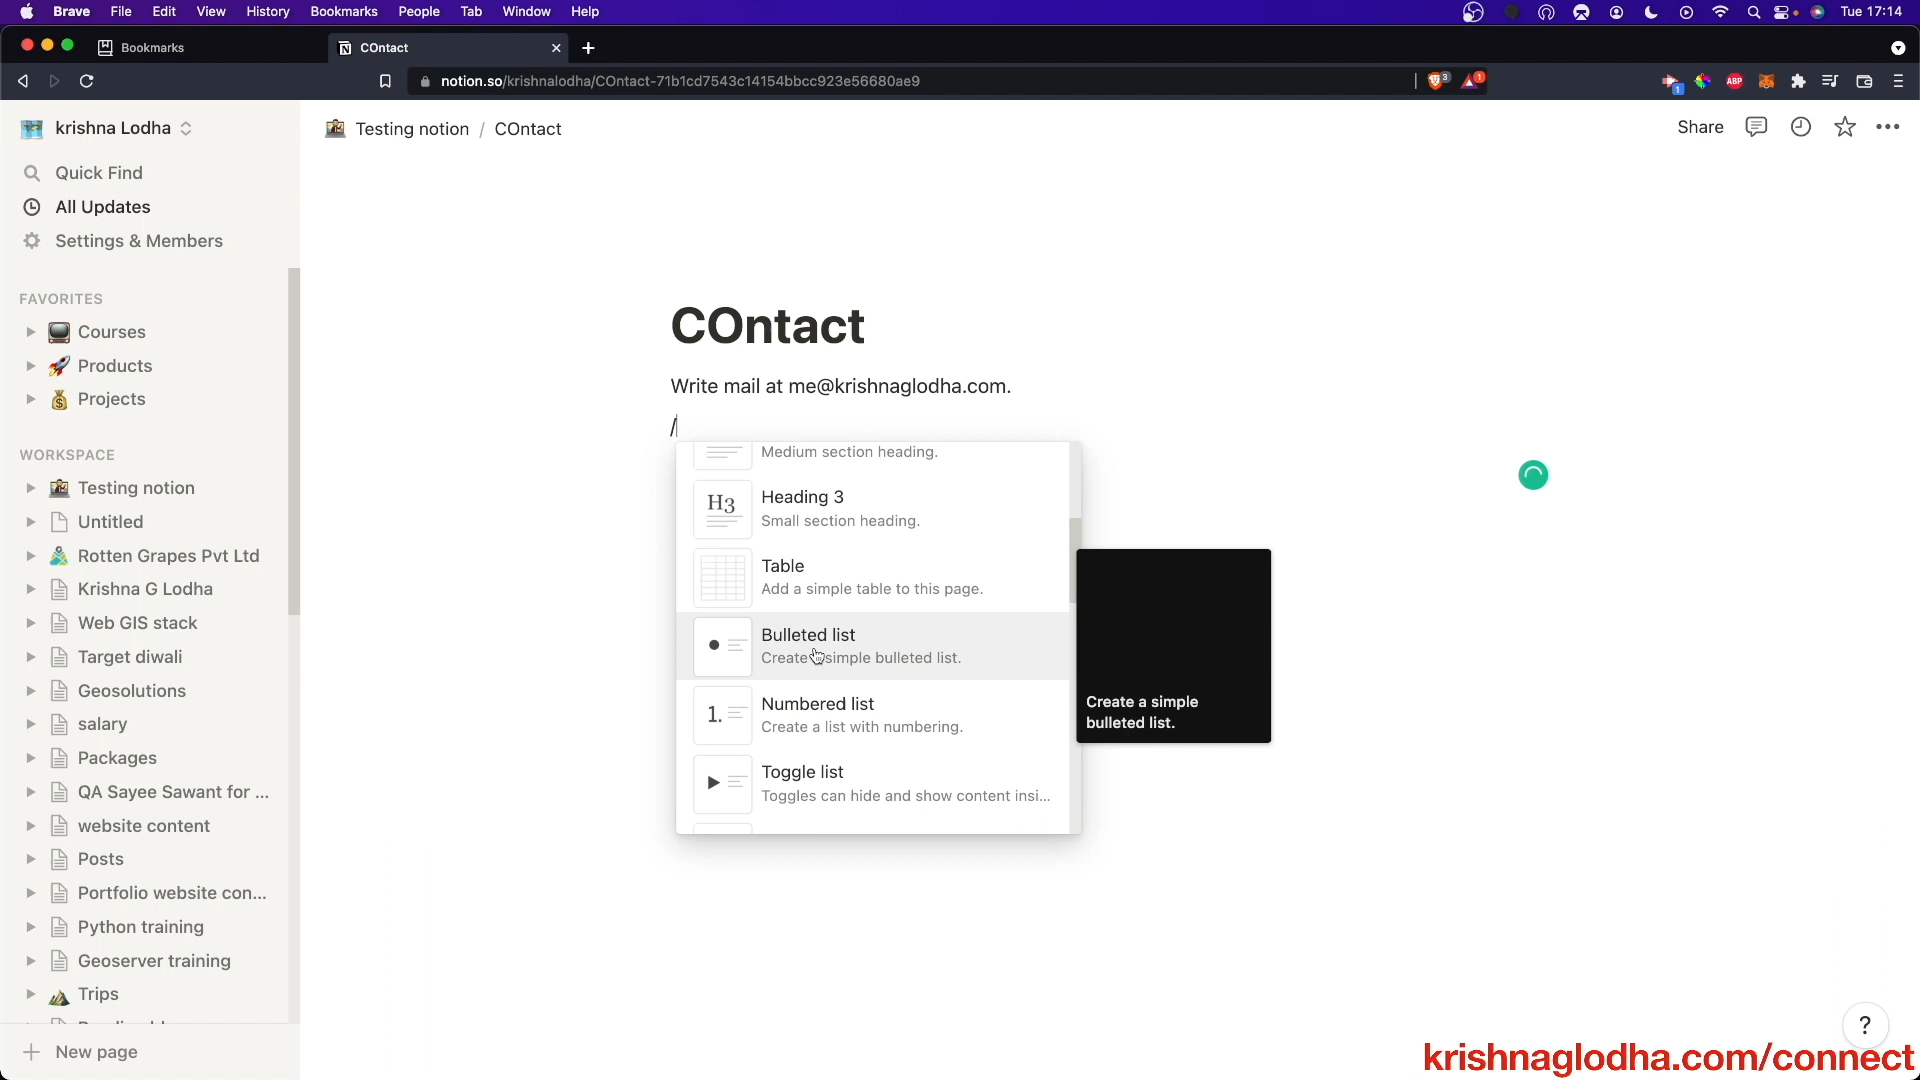 Brave File Edit View History Bookmarks People Tab Window Help Tue 17:14
Bookmarks
COntact
notion.so/krishnalodha/COntact-71b1cd7543c14154bbcc923e56680ae9
3
1
ABP
1
krishna Lodha
Testing notion / COntact
Share
Quick Find
All Updates
Settings & Members
FAVORITES
Courses
Products
Projects
WORKSPACE
Testing notion
Untitled
Rotten Grapes Pvt Ltd
Krishna G Lodha
Web GIS stack
Target diwali
Geosolutions
salary
Packages
QA Sayee Sawant for ...
website content
Posts
Portfolio website con...
Python training
Geoserver training
Trips
New page
COntact
Write mail at me@krishnaglodha.com.
/
Medium section heading.
H3
Heading 3
Small section heading.
Table
Add a simple table to this page.
Bulleted list
Create simple bulleted list.
1.
Numbered list
Create a list with numbering.
Toggle list
Toggles can hide and show content insi...
Create a simple
bulleted list.
?
krishnaglodha.com/connect